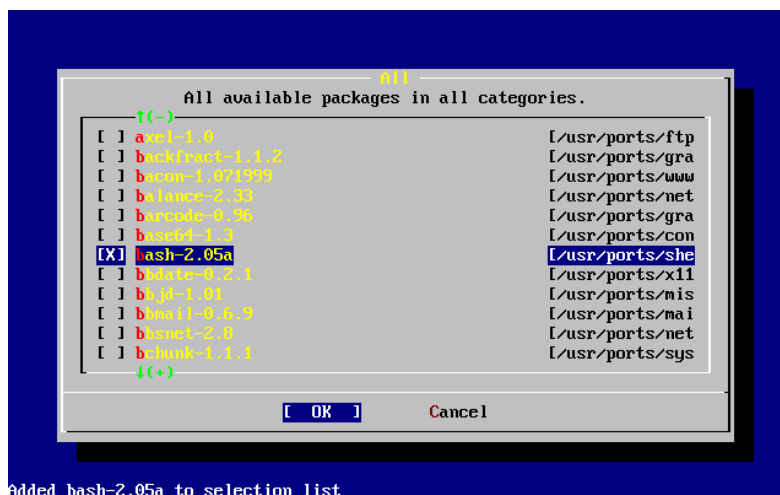 All
All available packages in all categories.
↑(-)
[ ] axel-1.0 [/usr/ports/ftp
[ ] backfract-1.1.2 [/usr/ports/gra
[ ] bacon-1.071999 [/usr/ports/www
[ ] balance-2.33 [/usr/ports/net
[ ] barcode-0.96 [/usr/ports/gra
[ ] base64-1.3 [/usr/ports/con
[X] bash-2.05a [/usr/ports/she
[ ] bbdate-0.2.1 [/usr/ports/x11
[ ] bbjd-1.01 [/usr/ports/mis
[ ] bbmail-0.6.9 [/usr/ports/mai
[ ] bbsnet-2.8 [/usr/ports/net
[ ] bchunk-1.1.1 [/usr/ports/sys
↓(+)
[ OK ] Cancel
Added bash-2.05a to selection list